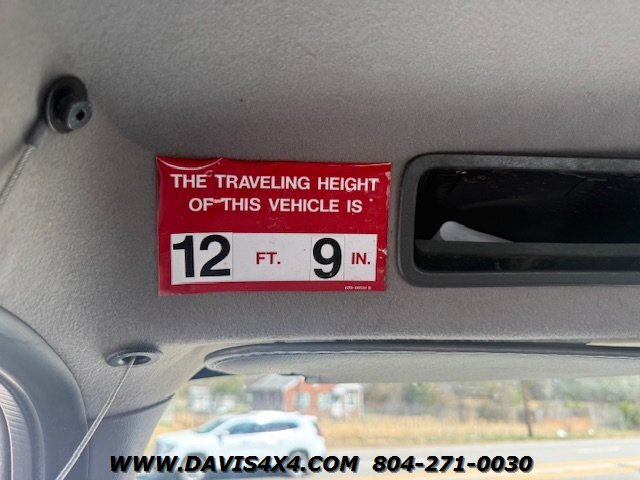 THE TRAVELING HEIGHT
OF THIS VEHICLE IS
12 FT. 9 IN.
WWW.DAVIS4X4.COM 804-271-0030